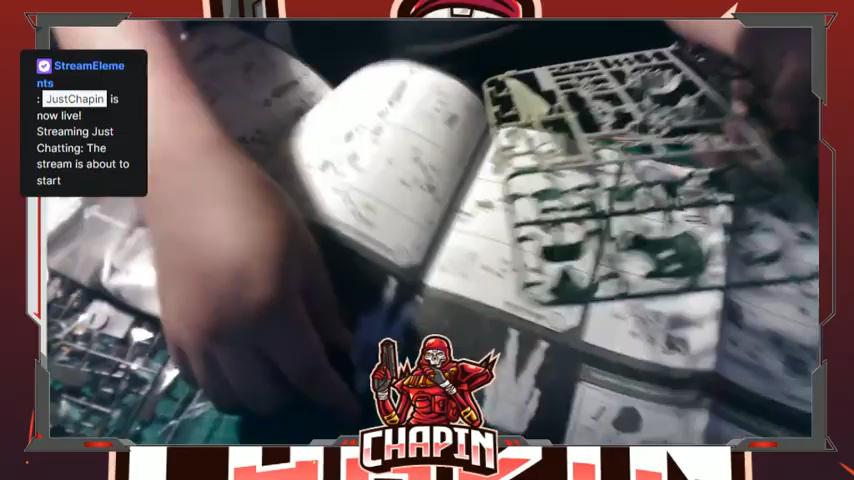 StreamEleme
nts
: JustChapin is
now live!
Streaming Just
Chatting: The
stream is about to
start
CHAPIN